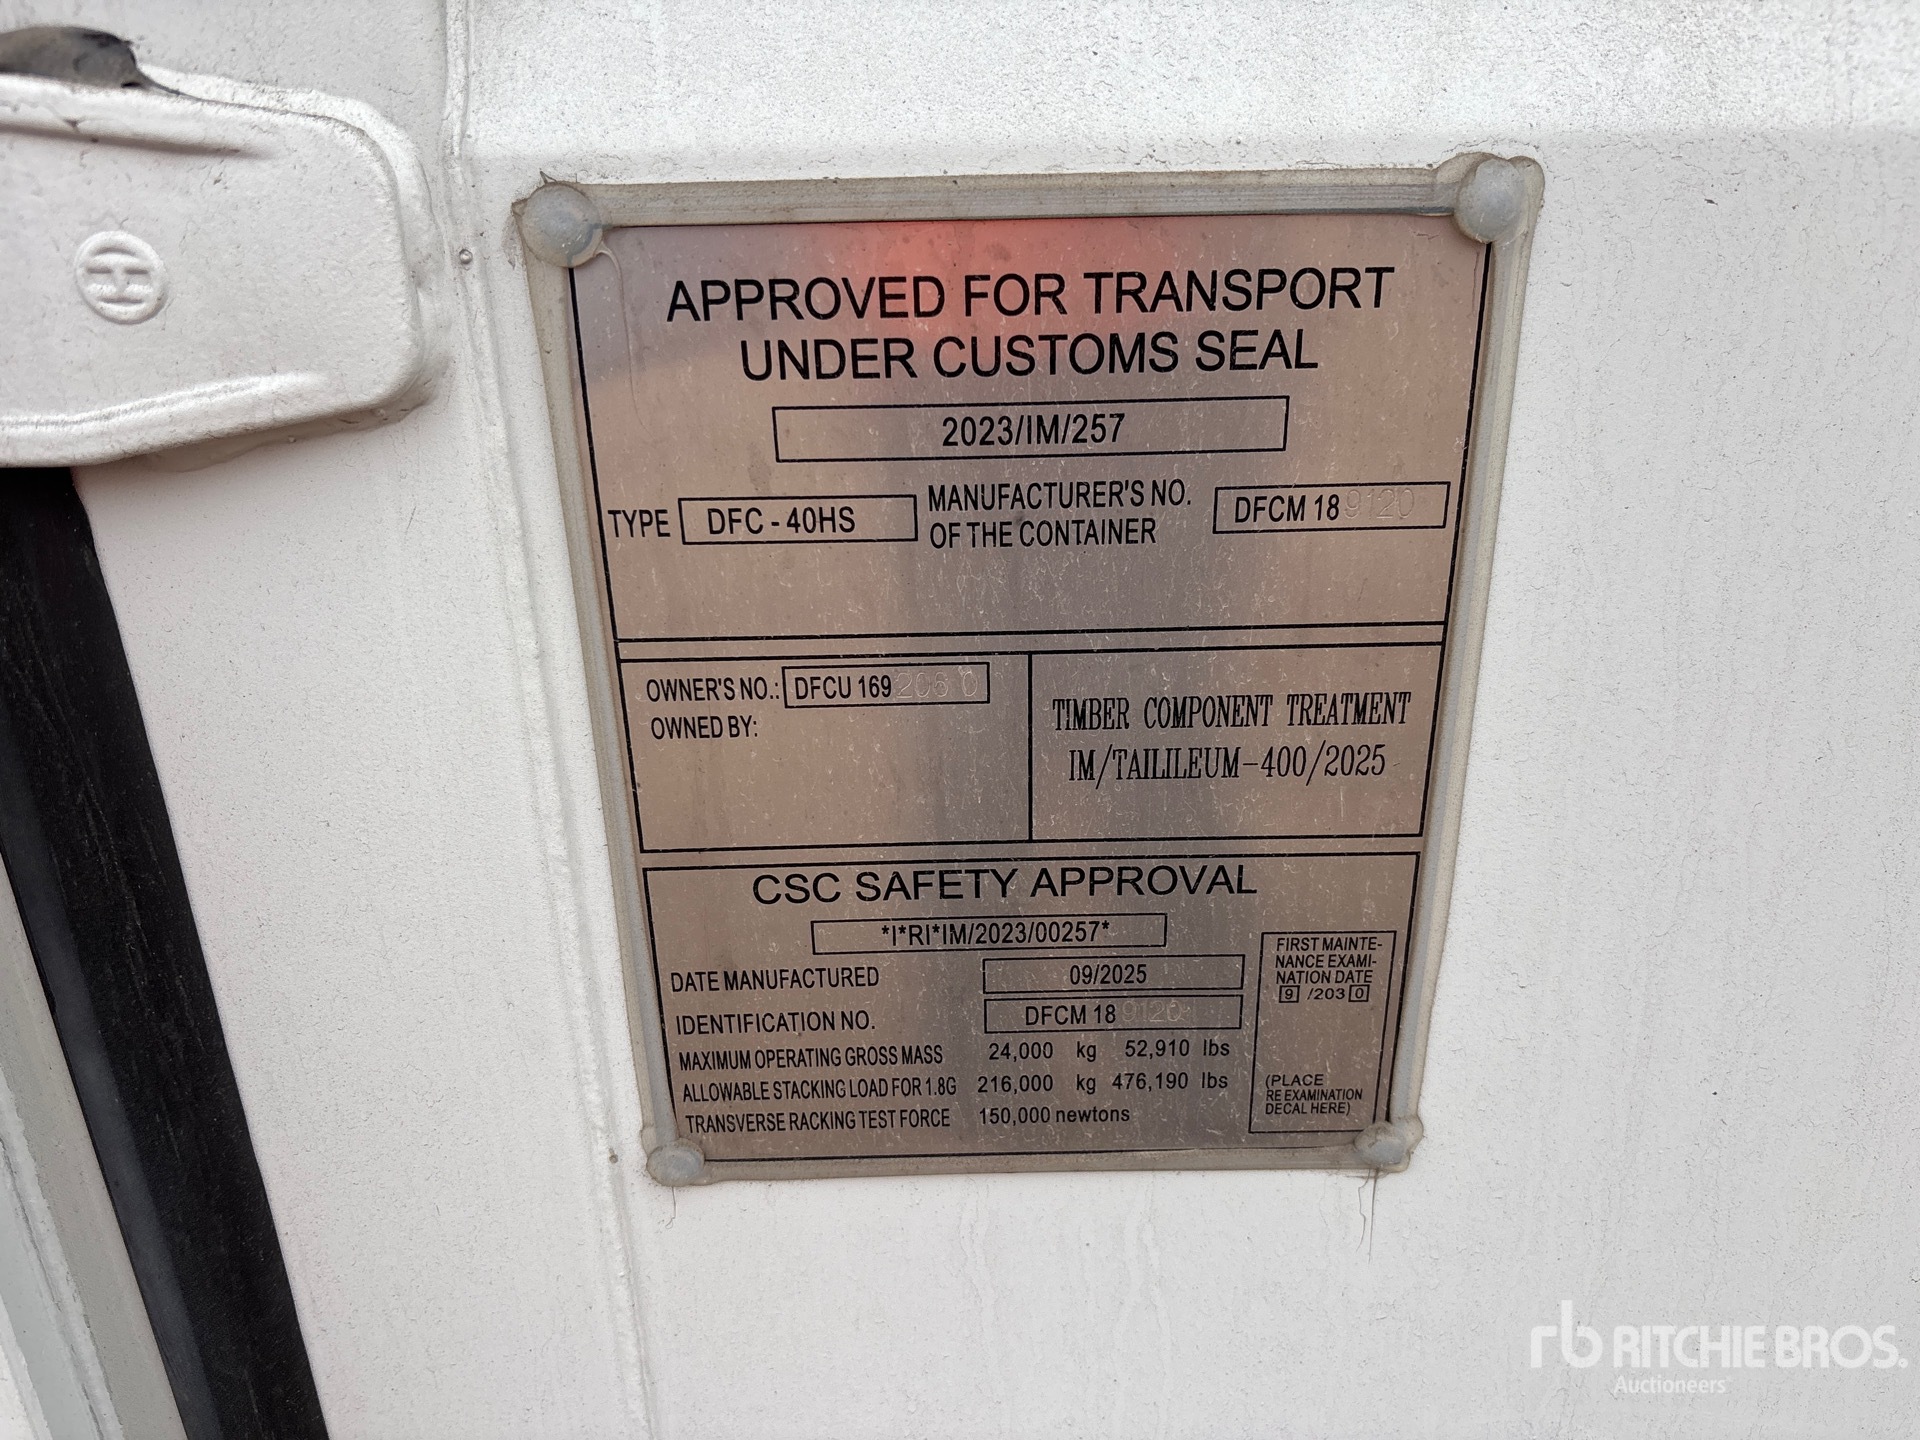 APPROVED FOR TRANSPORT
UNDER CUSTOMS SEAL
2023/IM/257
TYPE DFC - 40HS MANUFACTURER'S NO. OF THE CONTAINER DFCM 189120
OWNER'S NO.: DFCU 1692060
OWNED BY:
TIMBER COMPONENT TREATMENT
IM/TAILILEUM-400/2025
CSC SAFETY APPROVAL
*I*RI*IM/2023/00257*
DATE MANUFACTURED 09/2025
IDENTIFICATION NO. DFCM 189120
MAXIMUM OPERATING GROSS MASS 24,000 kg 52,910 lbs
ALLOWABLE STACKING LOAD FOR 1.8G 216,000 kg 476,190 lbs
TRANSVERSE RACKING TEST FORCE 150,000 newtons
FIRST MAINTE-
NANCE EXAMI-
NATION DATE
9 /2030
(PLACE
RE EXAMINATION
DECAL HERE)
H
rb RITCHIE BROS.
Auctioneers